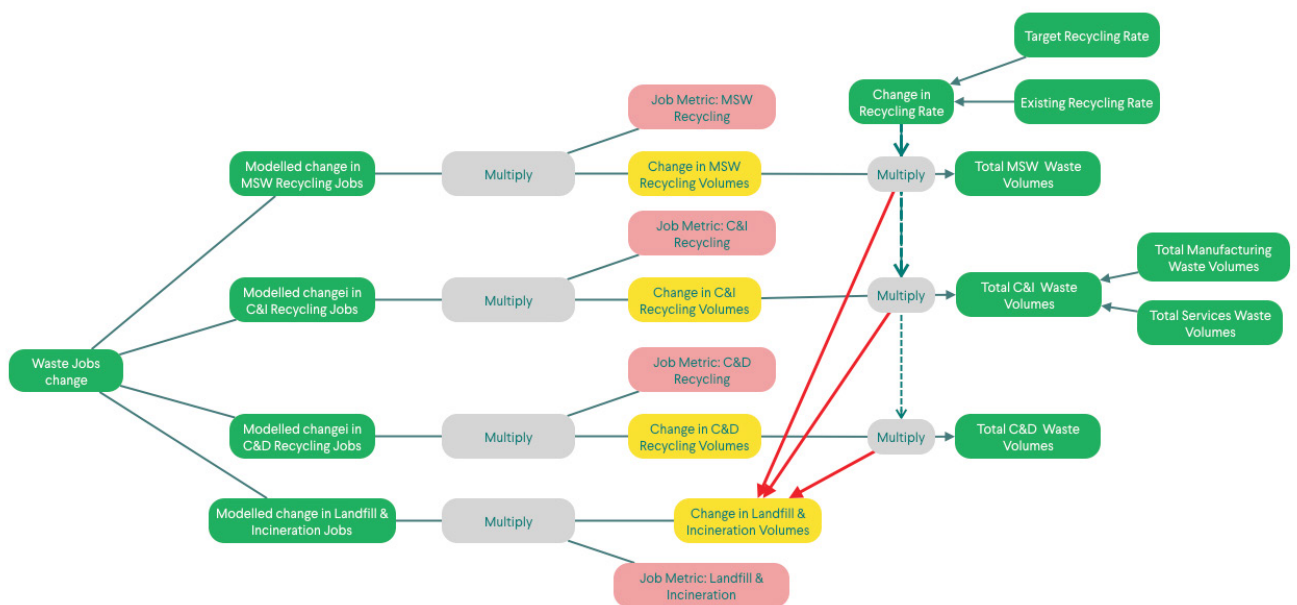 Target Recycling Rate
Change in
Recycling Rate
Existing Recycling Rate
Job Metric: MSW
Recycling
Modelled change in
MSW Recycling Jobs
Multiply
Change in MSW
Recycling Volumes
Multiply
Total MSW Waste
Volumes
Job Metric: C&I
Recycling
Total Manufacturing
Waste Volumes
Modelled changei in
C&I Recycling Jobs
Multiply
Change in C&I
Recycling Volumes
Multiply
Total C&I Waste
Volumes
Total Services Waste
Volumes
Waste Jobs
change
Job Metric: C&D
Recycling
Modelled changei in
C&D Recycling Jobs
Multiply
Change in C&D
Recycling Volumes
Multiply
Total C&D Waste
Volumes
Modelled change in Landfill &
Incineration Jobs
Multiply
Change in Landfill &
Incineration Volumes
Job Metric: Landfill &
Incineration